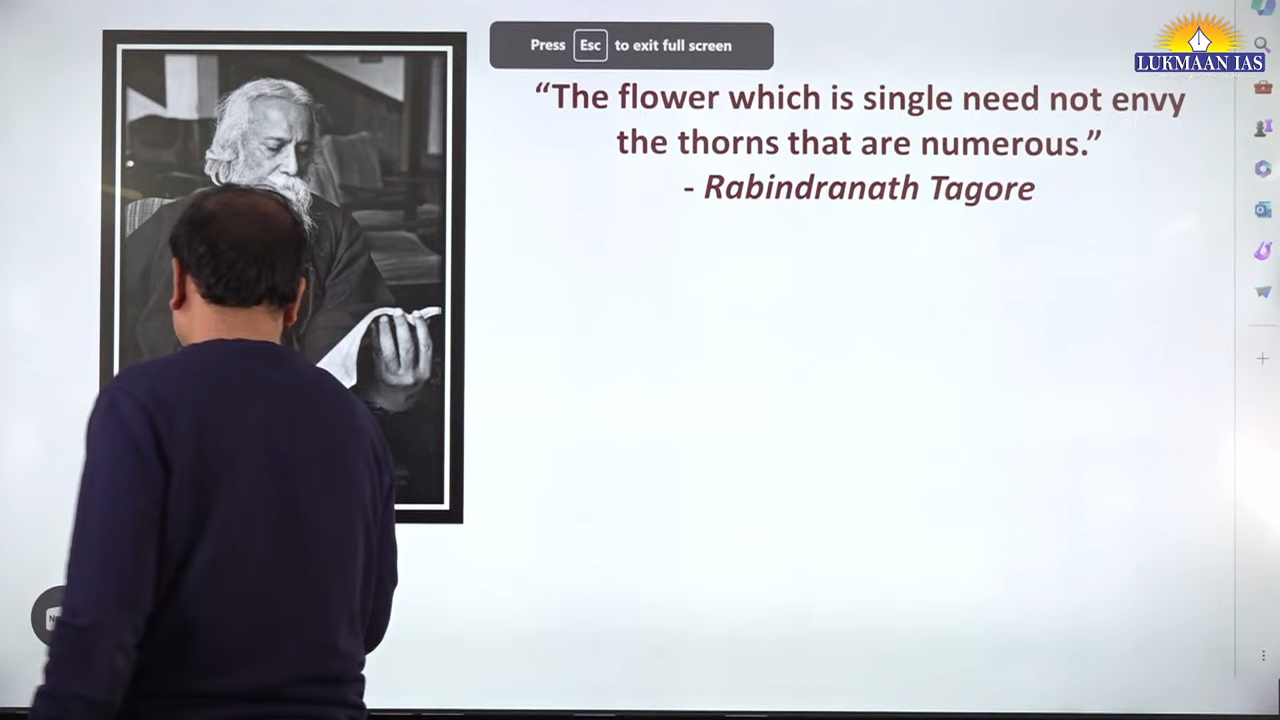 Press Esc to exit full screen
LUKMAAN IAS
“The flower which is single need not envy
the thorns that are numerous.”
- Rabindranath Tagore